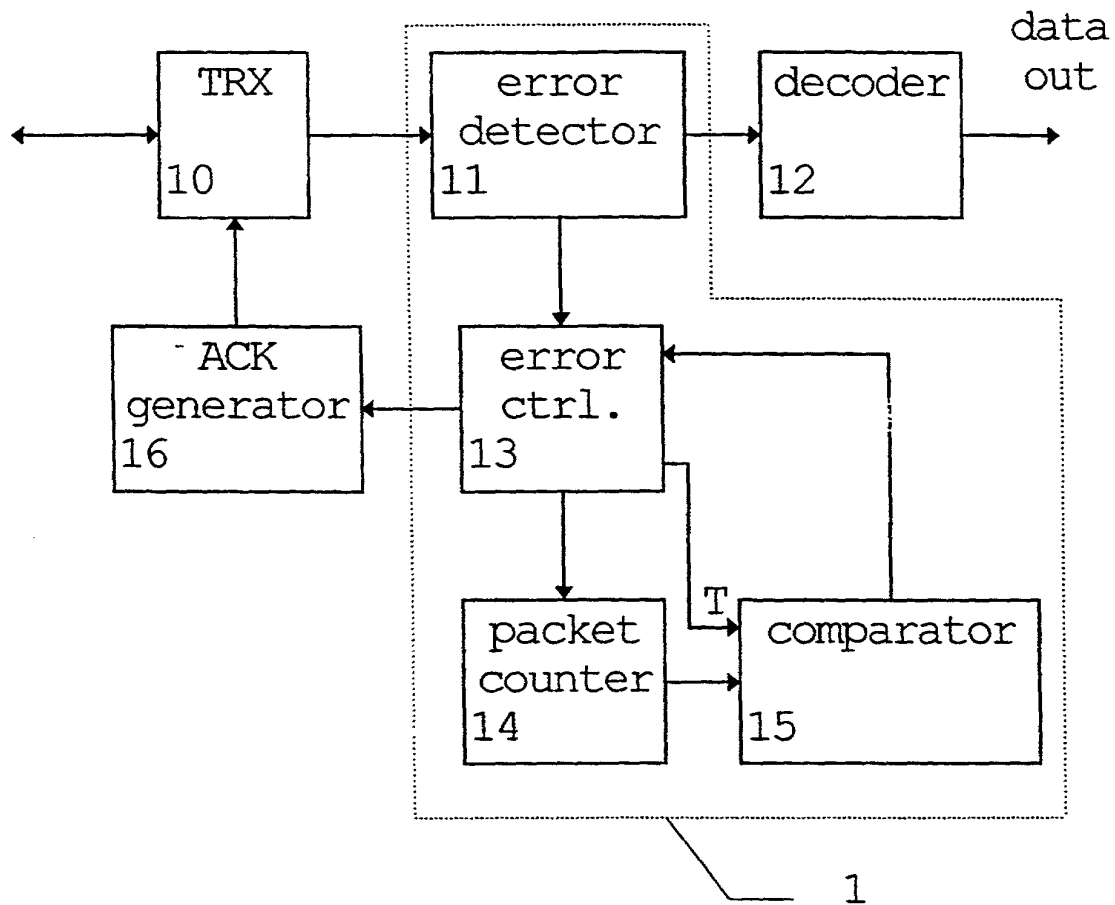 data
out
TRX
10
error
detector
11
decoder
12
ACK
generator
16
error
ctrl.
13
T
packet
counter
14
comparator
15
1